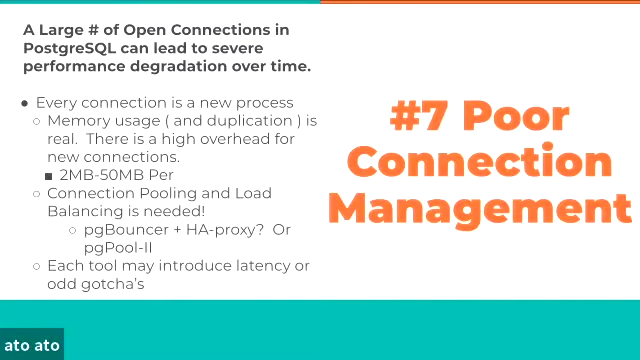 A Large # of Open Connections in
PostgreSQL can lead to severe
performance degradation over time.
● Every connection is a new process
○ Memory usage ( and duplication ) is
real. There is a high overhead for
new connections.
■ 2MB-50MB Per
○ Connection Pooling and Load
Balancing is needed!
○ pgBouncer + HA-proxy? Or
pgPool-II
○ Each tool may introduce latency or
odd gotcha's
#7 Poor
Connection
Management
ato ato